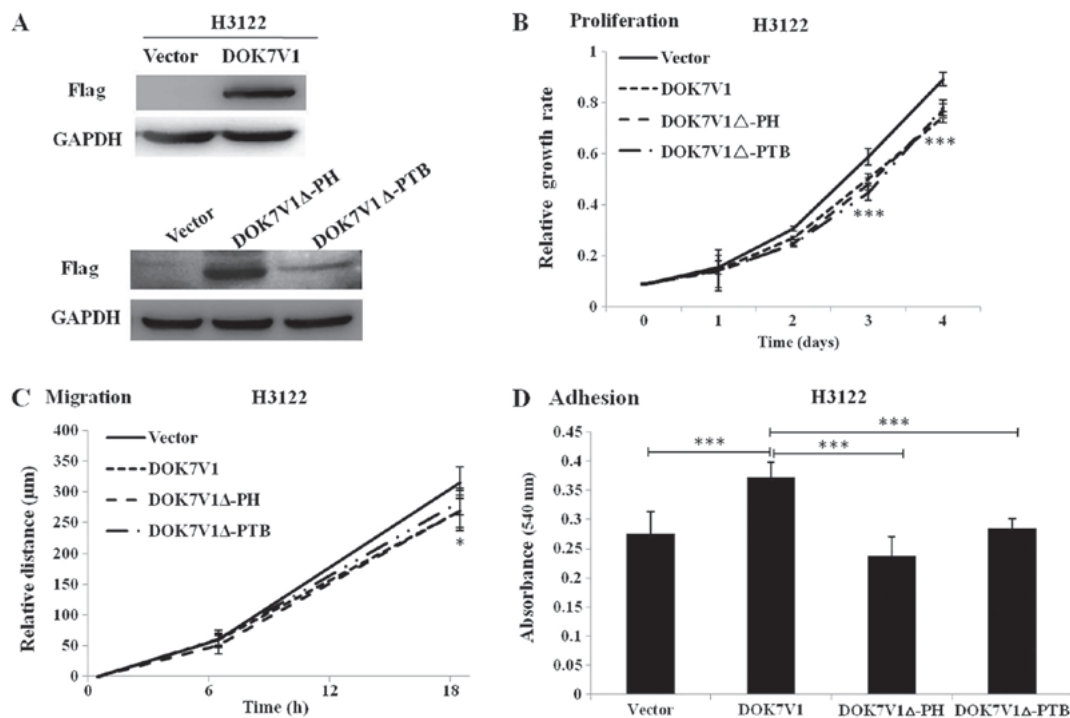 A
H3122
Vector DOK7V1
Flag
GAPDH
Vector
DOK7V1Δ-PH
DOK7V1Δ-PTB
Flag
GAPDH
B Proliferation H3122
Vector
DOK7V1
DOK7V1△-PH
DOK7V1△-PTB
Relative growth rate
1
0.8
0.6
0.4
0.2
0
***
***
0 1 2 3 4
Time (days)
C Migration H3122
Vector
DOK7V1
DOK7V1Δ-PH
DOK7V1Δ-PTB
Relative distance (μm)
400
350
300
250
200
150
100
50
0
*
0 6 12 18
Time (h)
D Adhesion H3122
Absorbance (540 nm)
0.45
0.4
0.35
0.3
0.25
0.2
0.15
0.1
0.05
0
***
***
***
Vector DOK7V1 DOK7V1Δ-PH DOK7V1Δ-PTB